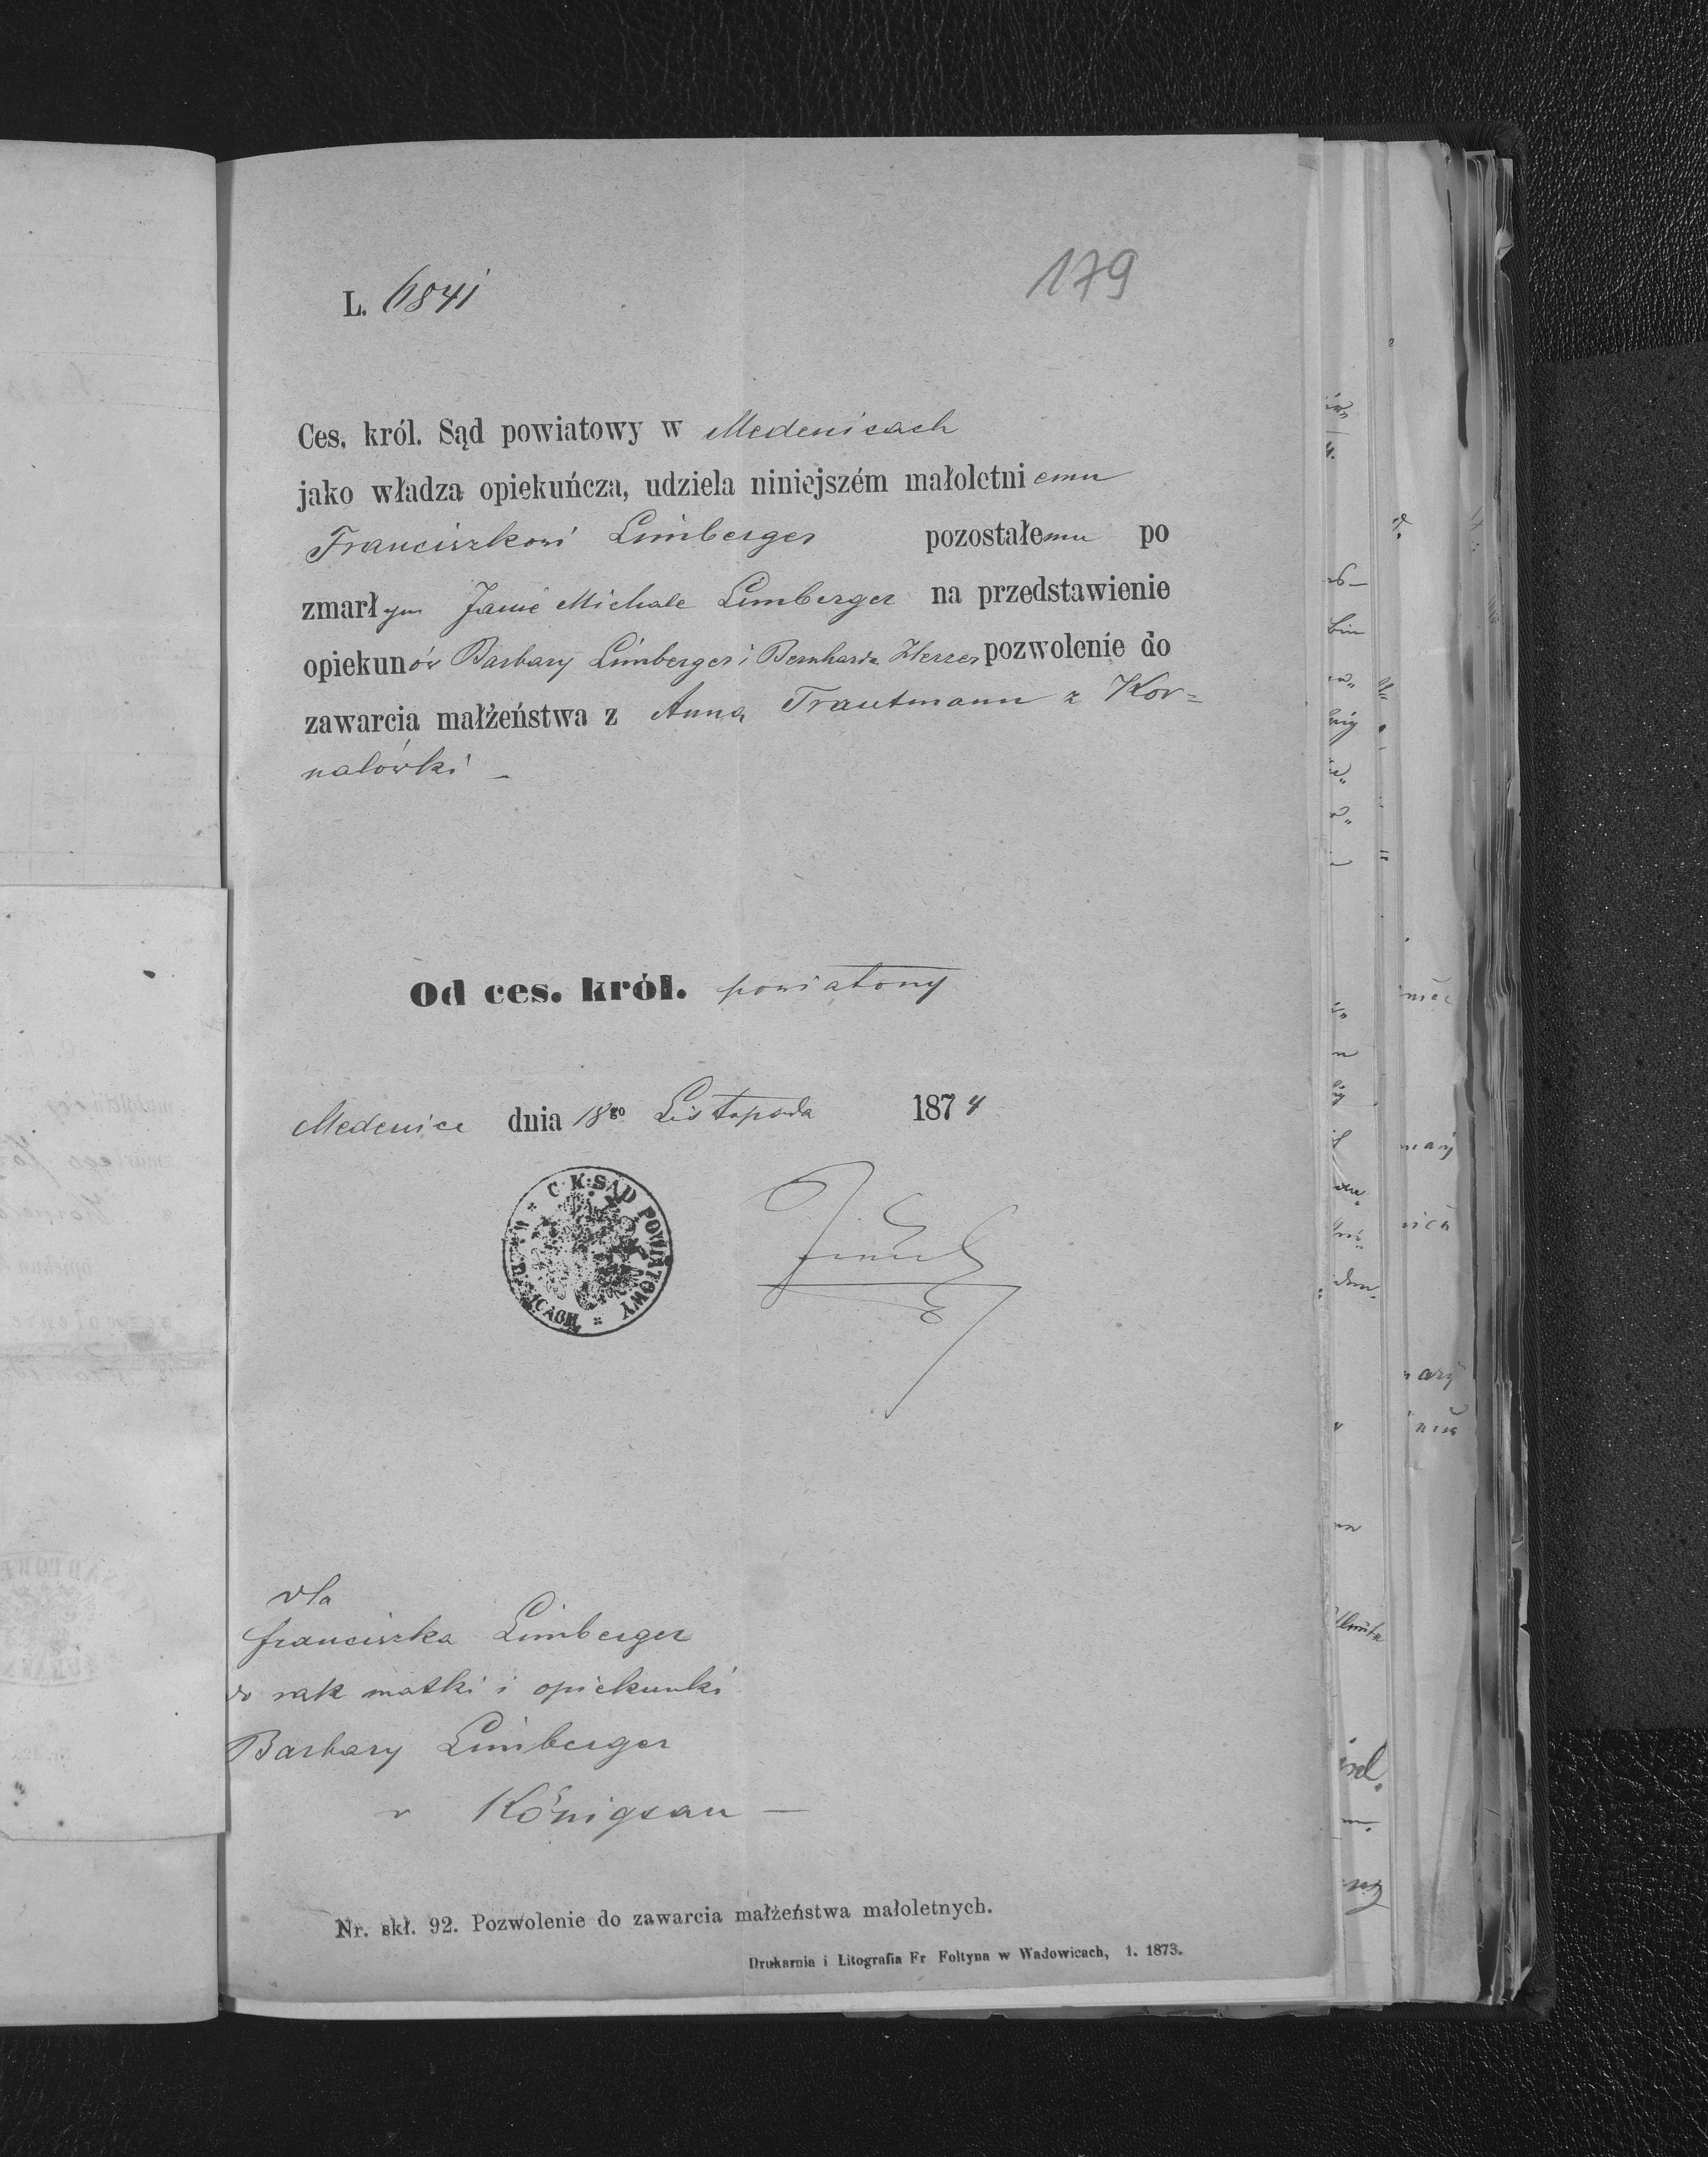 L. 6841
179
Ces. król. Sąd powiatowy w Medenicach
jako władza opiekuńcza, udziela niniejszém małoletniemu
Franciszkowi Limberger pozostałemu po
zmarłym Janie Michale Limberger na przedstawienie
opiekunów Barbary Limberger i Bernharda Herzer pozwolenie do
zawarcia małżeństwa z Anną Trautmann z Kor=
nalówki –
Od ces. król. powiatowy
Medenice dnia 18go Listopada 1874
C. K. SĄD POWIATOWY
dla
franciszka Limberger
do rąk matki i opiekunki
Barbary Limberger
w Königsau –
Nr. skł. 92. Pozwolenie do zawarcia małżeństwa małoletnych.
Drukarnia i Litografia Fr Foltyna w Wadowicach, 1. 1873.